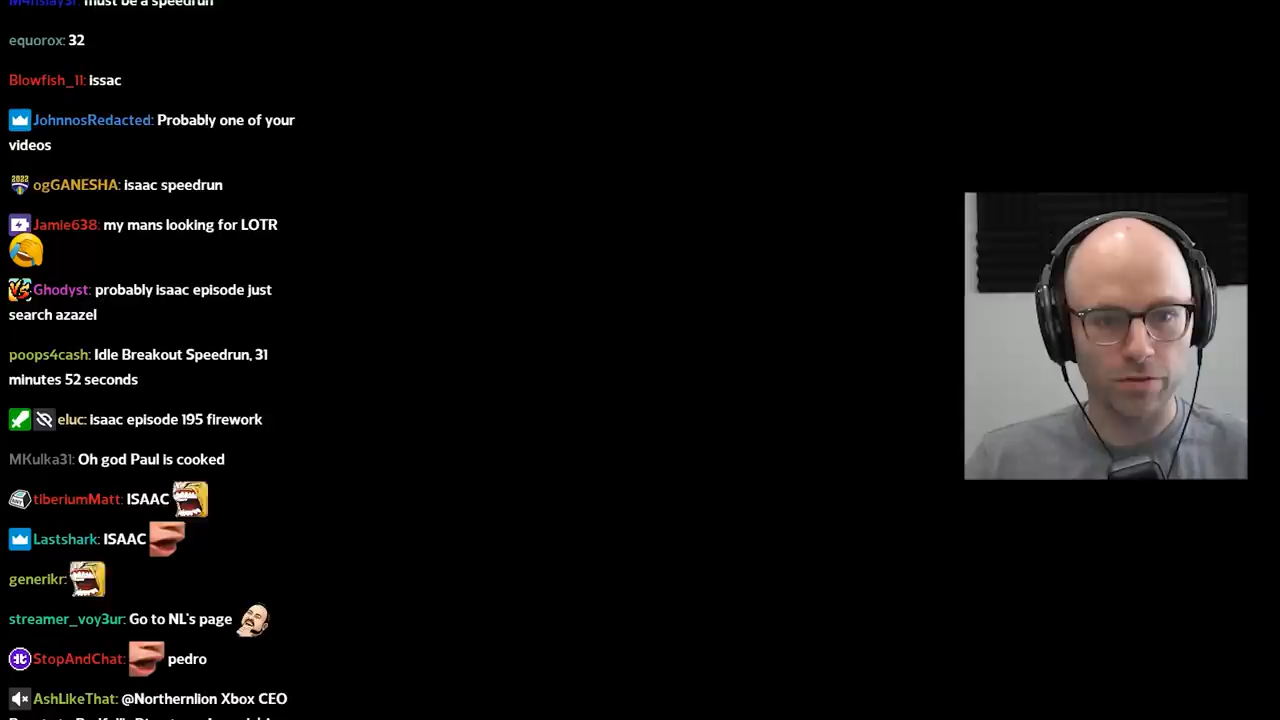 M4nslay3r: must be a speedrun
equorox: 32
Blowfish_11: issac
JohnnosRedacted: Probably one of your
videos
ogGANESHA: isaac speedrun
Jamie638: my mans looking for LOTR
Ghodyst: probably isaac episode just
search azazel
poops4cash: Idle Breakout Speedrun, 31
minutes 52 seconds
eluc: isaac episode 195 firework
MKulka31: Oh god Paul is cooked
tiberiumMatt: ISAAC
Lastshark: ISAAC
generikr:
streamer_voy3ur: Go to NL's page
StopAndChat: pedro
AshLikeThat: @Northernlion Xbox CEO